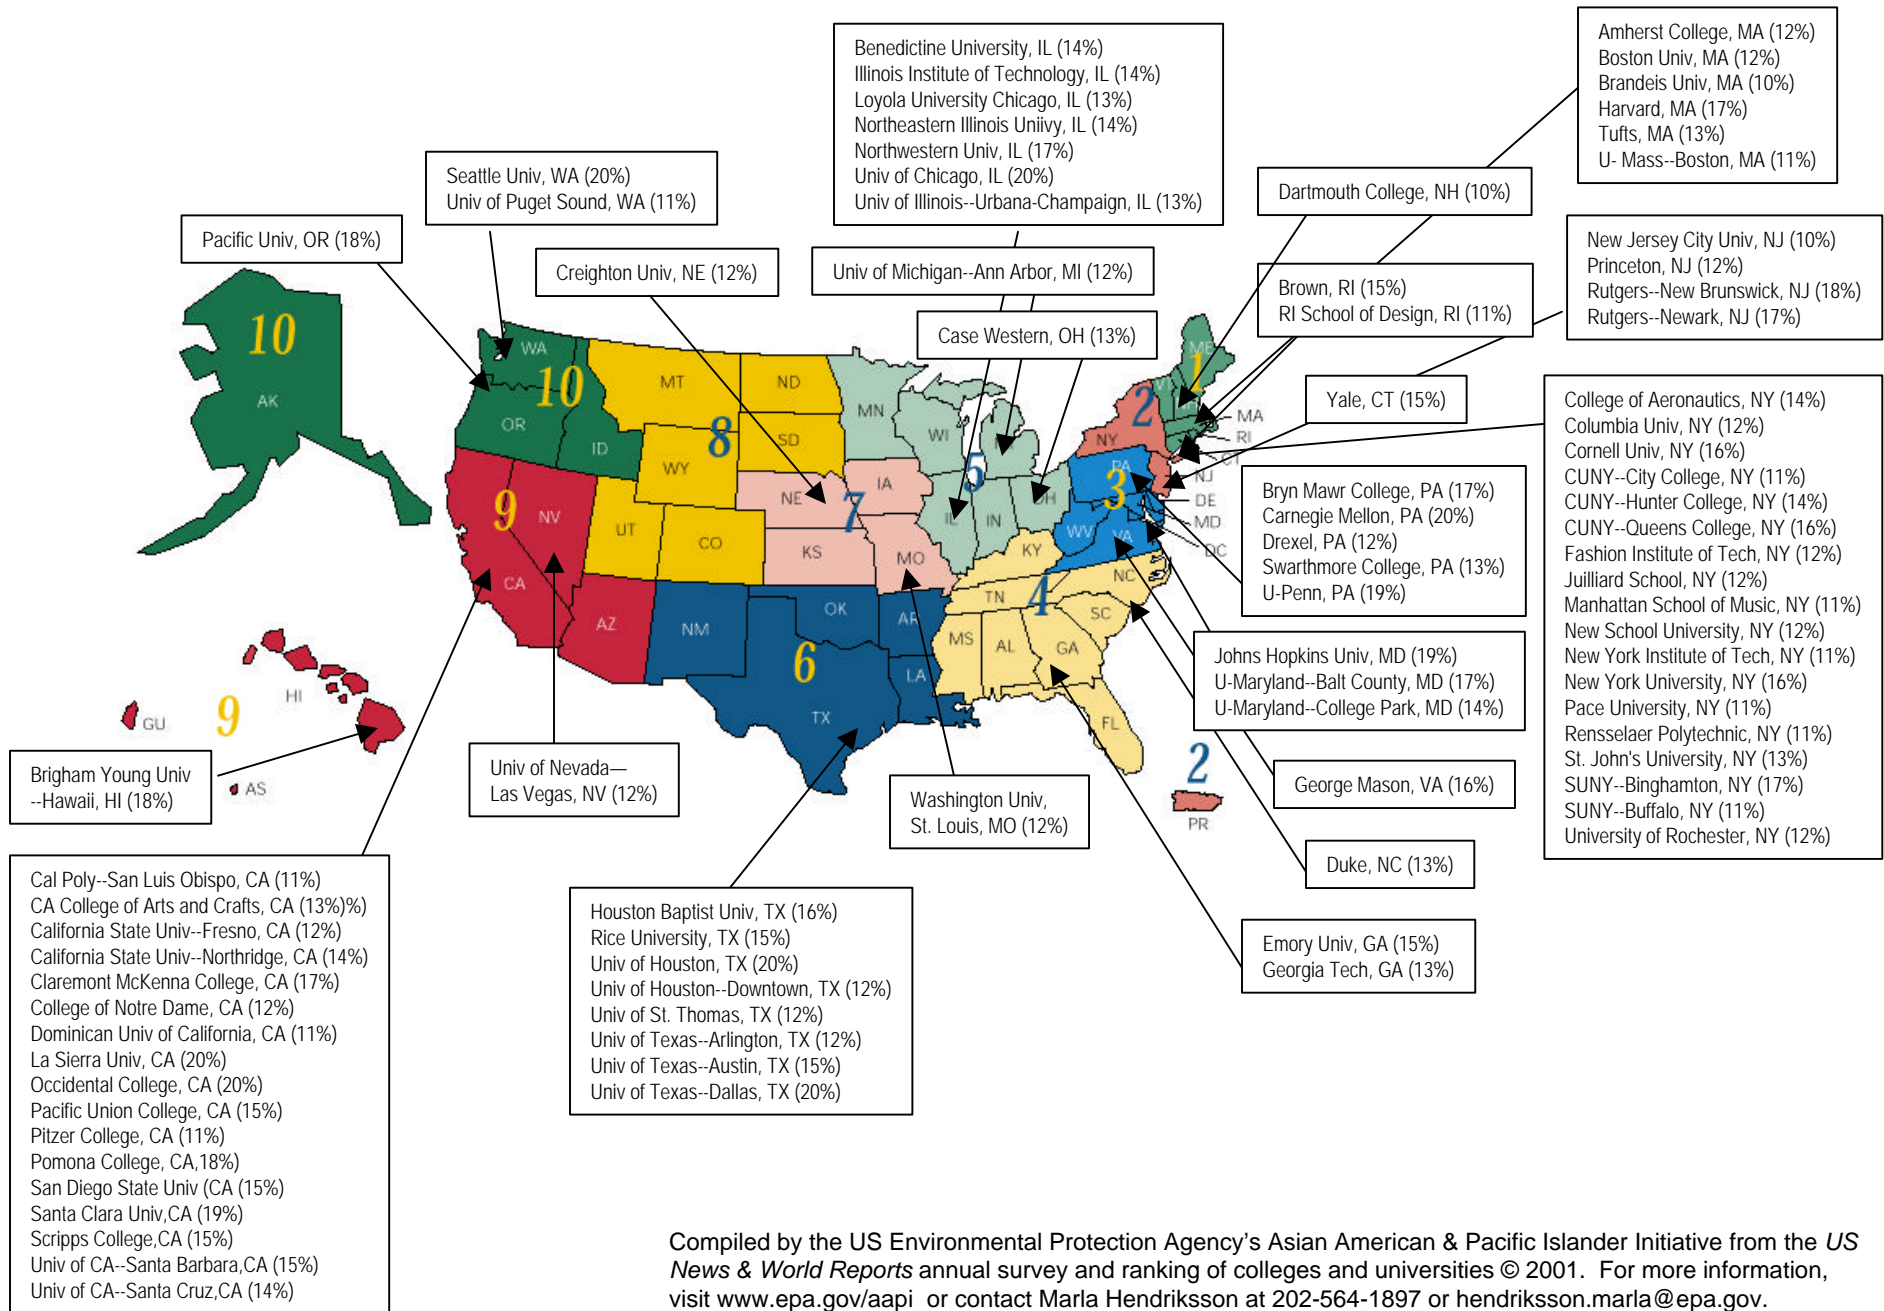 Benedictine University, IL (14%)
Illinois Institute of Technology, IL (14%)
Loyola University Chicago, IL (13%)
Northeastern Illinois Uniivy, IL (14%)
Northwestern Univ, IL (17%)
Univ of Chicago, IL (20%)
Univ of Illinois--Urbana-Champaign, IL (13%)
Amherst College, MA (12%)
Boston Univ, MA (12%)
Brandeis Univ, MA (10%)
Harvard, MA (17%)
Tufts, MA (13%)
U- Mass--Boston, MA (11%)
Seattle Univ, WA (20%)
Univ of Puget Sound, WA (11%)
Dartmouth College, NH (10%)
Pacific Univ, OR (18%)
Creighton Univ, NE (12%)
Univ of Michigan--Ann Arbor, MI (12%)
New Jersey City Univ, NJ (10%)
Princeton, NJ (12%)
Rutgers--New Brunswick, NJ (18%)
Rutgers--Newark, NJ (17%)
Brown, RI (15%)
RI School of Design, RI (11%)
Case Western, OH (13%)
Yale, CT (15%)
College of Aeronautics, NY (14%)
Columbia Univ, NY (12%)
Cornell Univ, NY (16%)
CUNY--City College, NY (11%)
CUNY--Hunter College, NY (14%)
CUNY--Queens College, NY (16%)
Fashion Institute of Tech, NY (12%)
Juilliard School, NY (12%)
Manhattan School of Music, NY (11%)
New School University, NY (12%)
New York Institute of Tech, NY (11%)
New York University, NY (16%)
Pace University, NY (11%)
Rensselaer Polytechnic, NY (11%)
St. John's University, NY (13%)
SUNY--Binghamton, NY (17%)
SUNY--Buffalo, NY (11%)
University of Rochester, NY (12%)
Bryn Mawr College, PA (17%)
Carnegie Mellon, PA (20%)
Drexel, PA (12%)
Swarthmore College, PA (13%)
U-Penn, PA (19%)
Johns Hopkins Univ, MD (19%)
U-Maryland--Balt County, MD (17%)
U-Maryland--College Park, MD (14%)
George Mason, VA (16%)
Duke, NC (13%)
Emory Univ, GA (15%)
Georgia Tech, GA (13%)
Brigham Young Univ
--Hawaii, HI (18%)
Univ of Nevada—
Las Vegas, NV (12%)
Washington Univ,
St. Louis, MO (12%)
Cal Poly--San Luis Obispo, CA (11%)
CA College of Arts and Crafts, CA (13%)%)
California State Univ--Fresno, CA (12%)
California State Univ--Northridge, CA (14%)
Claremont McKenna College, CA (17%)
College of Notre Dame, CA (12%)
Dominican Univ of California, CA (11%)
La Sierra Univ, CA (20%)
Occidental College, CA (20%)
Pacific Union College, CA (15%)
Pitzer College, CA (11%)
Pomona College, CA,18%)
San Diego State Univ (CA (15%)
Santa Clara Univ,CA (19%)
Scripps College,CA (15%)
Univ of CA--Santa Barbara,CA (15%)
Univ of CA--Santa Cruz,CA (14%)
Houston Baptist Univ, TX (16%)
Rice University, TX (15%)
Univ of Houston, TX (20%)
Univ of Houston--Downtown, TX (12%)
Univ of St. Thomas, TX (12%)
Univ of Texas--Arlington, TX (12%)
Univ of Texas--Austin, TX (15%)
Univ of Texas--Dallas, TX (20%)
10
AK
WA
10
OR
ID
MT
ND
8
SD
WY
UT
CO
9
NV
CA
AZ
NM
OK
6
TX
AR
LA
NE
IA
7
KS
MO
MN
WI
5
IL
IN
OH
KY
TN
4
NC
SC
MS
AL
GA
FL
WV
VA
PA
3
NY
2
VT
ME
1
MA
RI
CT
NJ
DE
MD
DC
2
PR
HI
9
GU
AS
Compiled by the US Environmental Protection Agency’s Asian American & Pacific Islander Initiative from the US
News & World Reports annual survey and ranking of colleges and universities © 2001. For more information,
visit www.epa.gov/aapi or contact Marla Hendriksson at 202-564-1897 or hendriksson.marla@epa.gov.